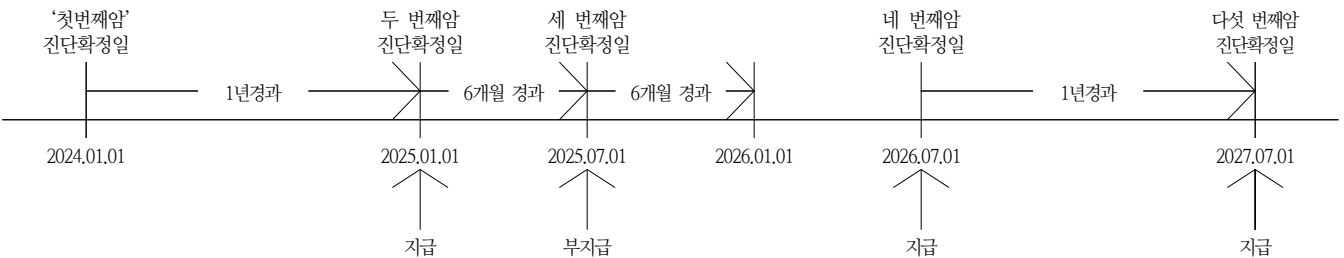 ‘첫번째암’
진단확정일
두 번째암
진단확정일
세 번째암
진단확정일
네 번째암
진단확정일
다섯 번째암
진단확정일
1년경과
6개월 경과
6개월 경과
1년경과
2024.01.01
2025.01.01
2025.07.01
2026.01.01
2026.07.01
2027.07.01
지급
부지급
지급
지급